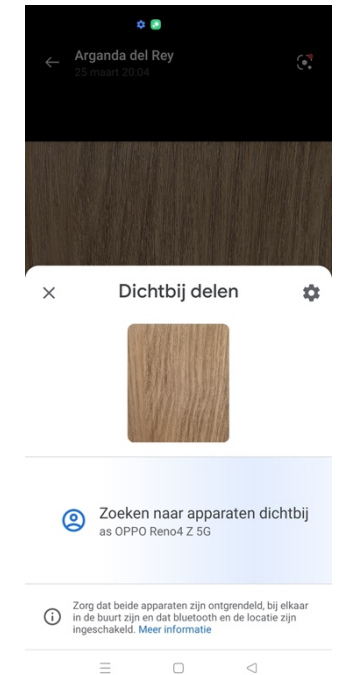 Arganda del Rey
25 maart 20:04
Dichtbij delen
Zoeken naar apparaten dichtbij
as OPPO Reno4 Z 5G
Zorg dat beide apparaten zijn ontgrendeld, bij elkaar
in de buurt zijn en dat bluetooth en de locatie zijn
ingeschakeld. Meer informatie